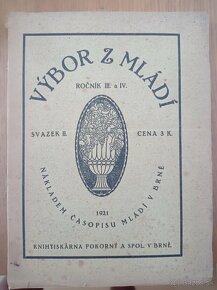 VÝBOR Z MLÁDÍ
ROČNÍK III. a IV.
SVAZEK II.
CENA 3 K.
1921
NÁKLADEM ČASOPISU MLÁDÍ V BRNĚ
KNIHTISKÁRNA POKORNÝ A SPOL. V BRNĚ.